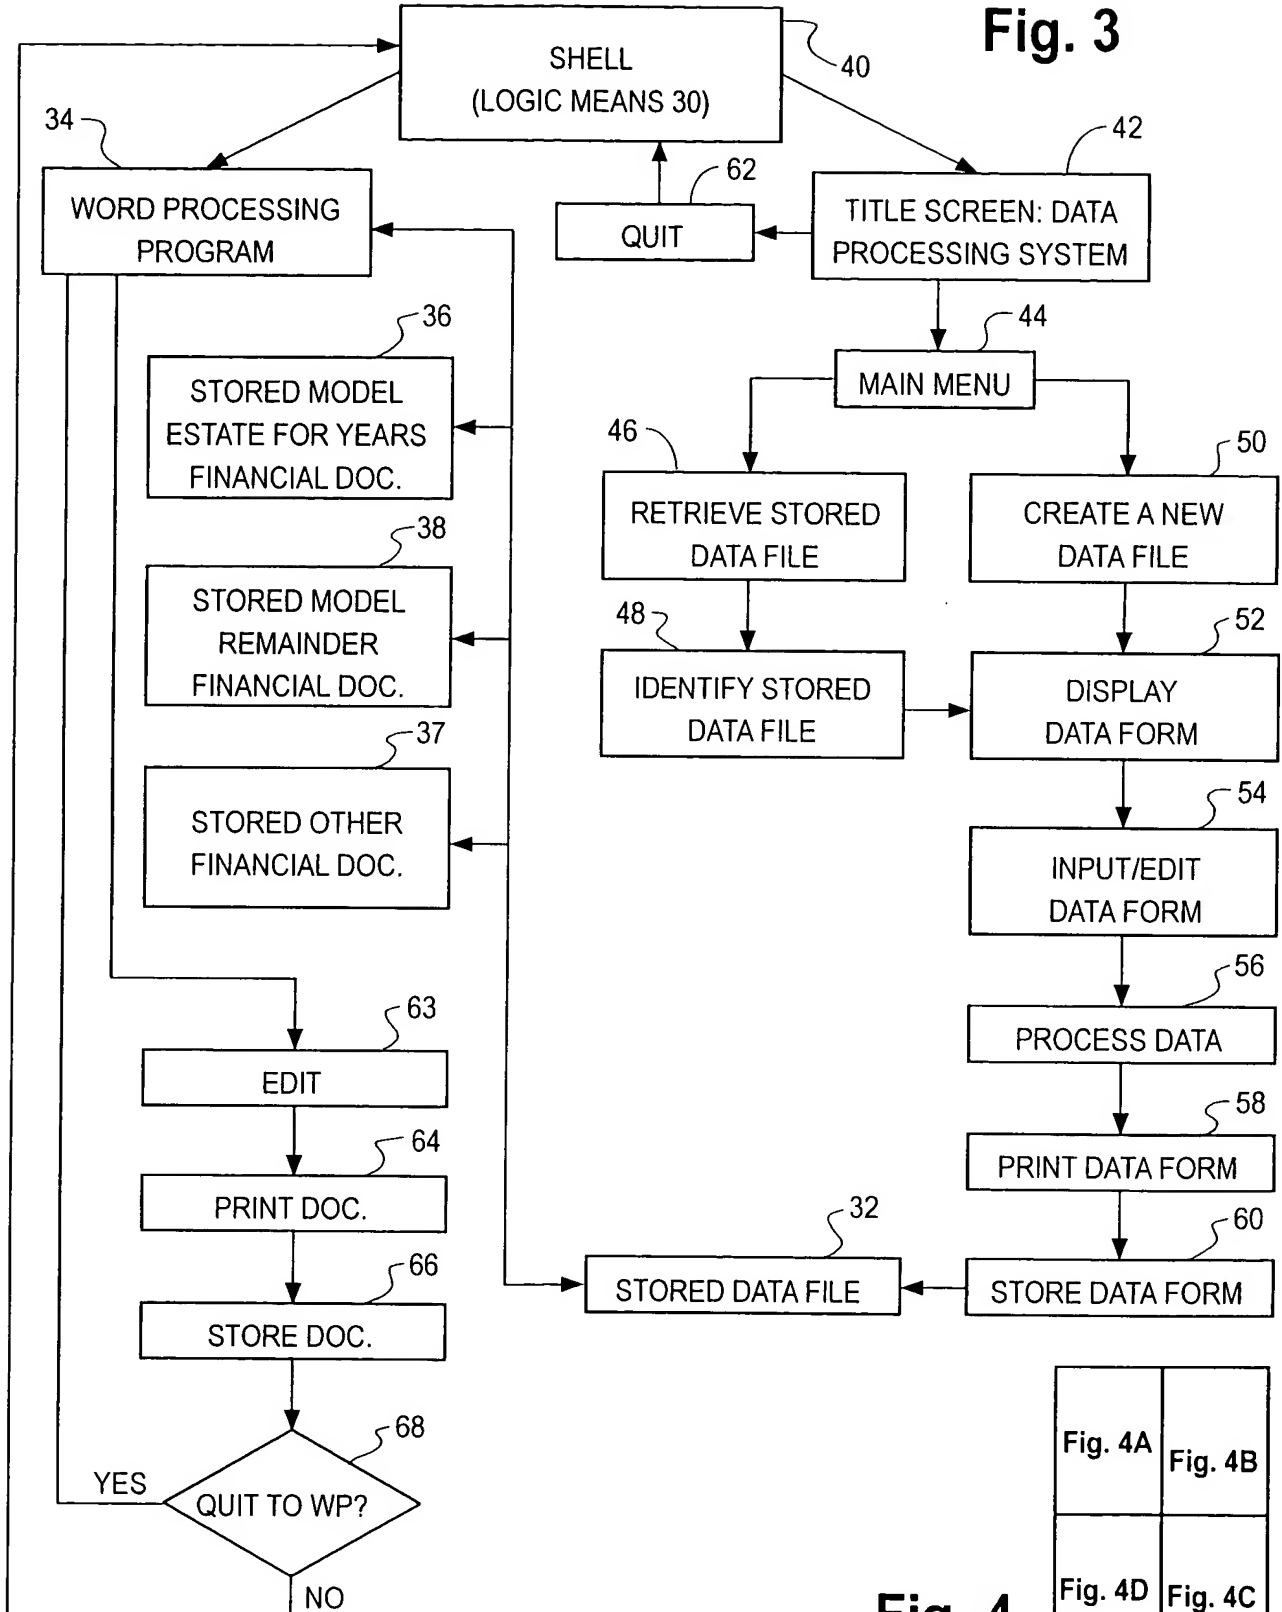 Fig. 3
SHELL
(LOGIC MEANS 30)
40
34
WORD PROCESSING
PROGRAM
62
QUIT
42
TITLE SCREEN: DATA
PROCESSING SYSTEM
44
MAIN MENU
36
STORED MODEL
ESTATE FOR YEARS
FINANCIAL DOC.
46
RETRIEVE STORED
DATA FILE
50
CREATE A NEW
DATA FILE
38
STORED MODEL
REMAINDER
FINANCIAL DOC.
48
IDENTIFY STORED
DATA FILE
52
DISPLAY
DATA FORM
37
STORED OTHER
FINANCIAL DOC.
54
INPUT/EDIT
DATA FORM
56
PROCESS DATA
63
EDIT
58
PRINT DATA FORM
64
PRINT DOC.
32
STORED DATA FILE
60
STORE DATA FORM
66
STORE DOC.
68
QUIT TO WP?
YES
NO
Fig. 4A
Fig. 4B
Fig. 4D
Fig. 4C
Fig. 4